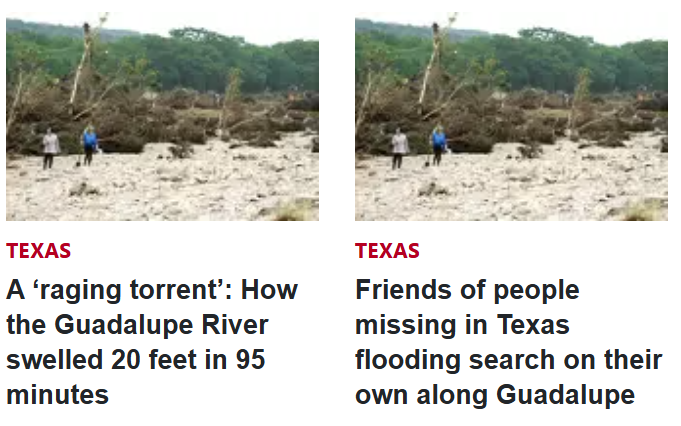 TEXAS
A ‘raging torrent’: How
the Guadalupe River
swelled 20 feet in 95
minutes
TEXAS
Friends of people
missing in Texas
flooding search on their
own along Guadalupe